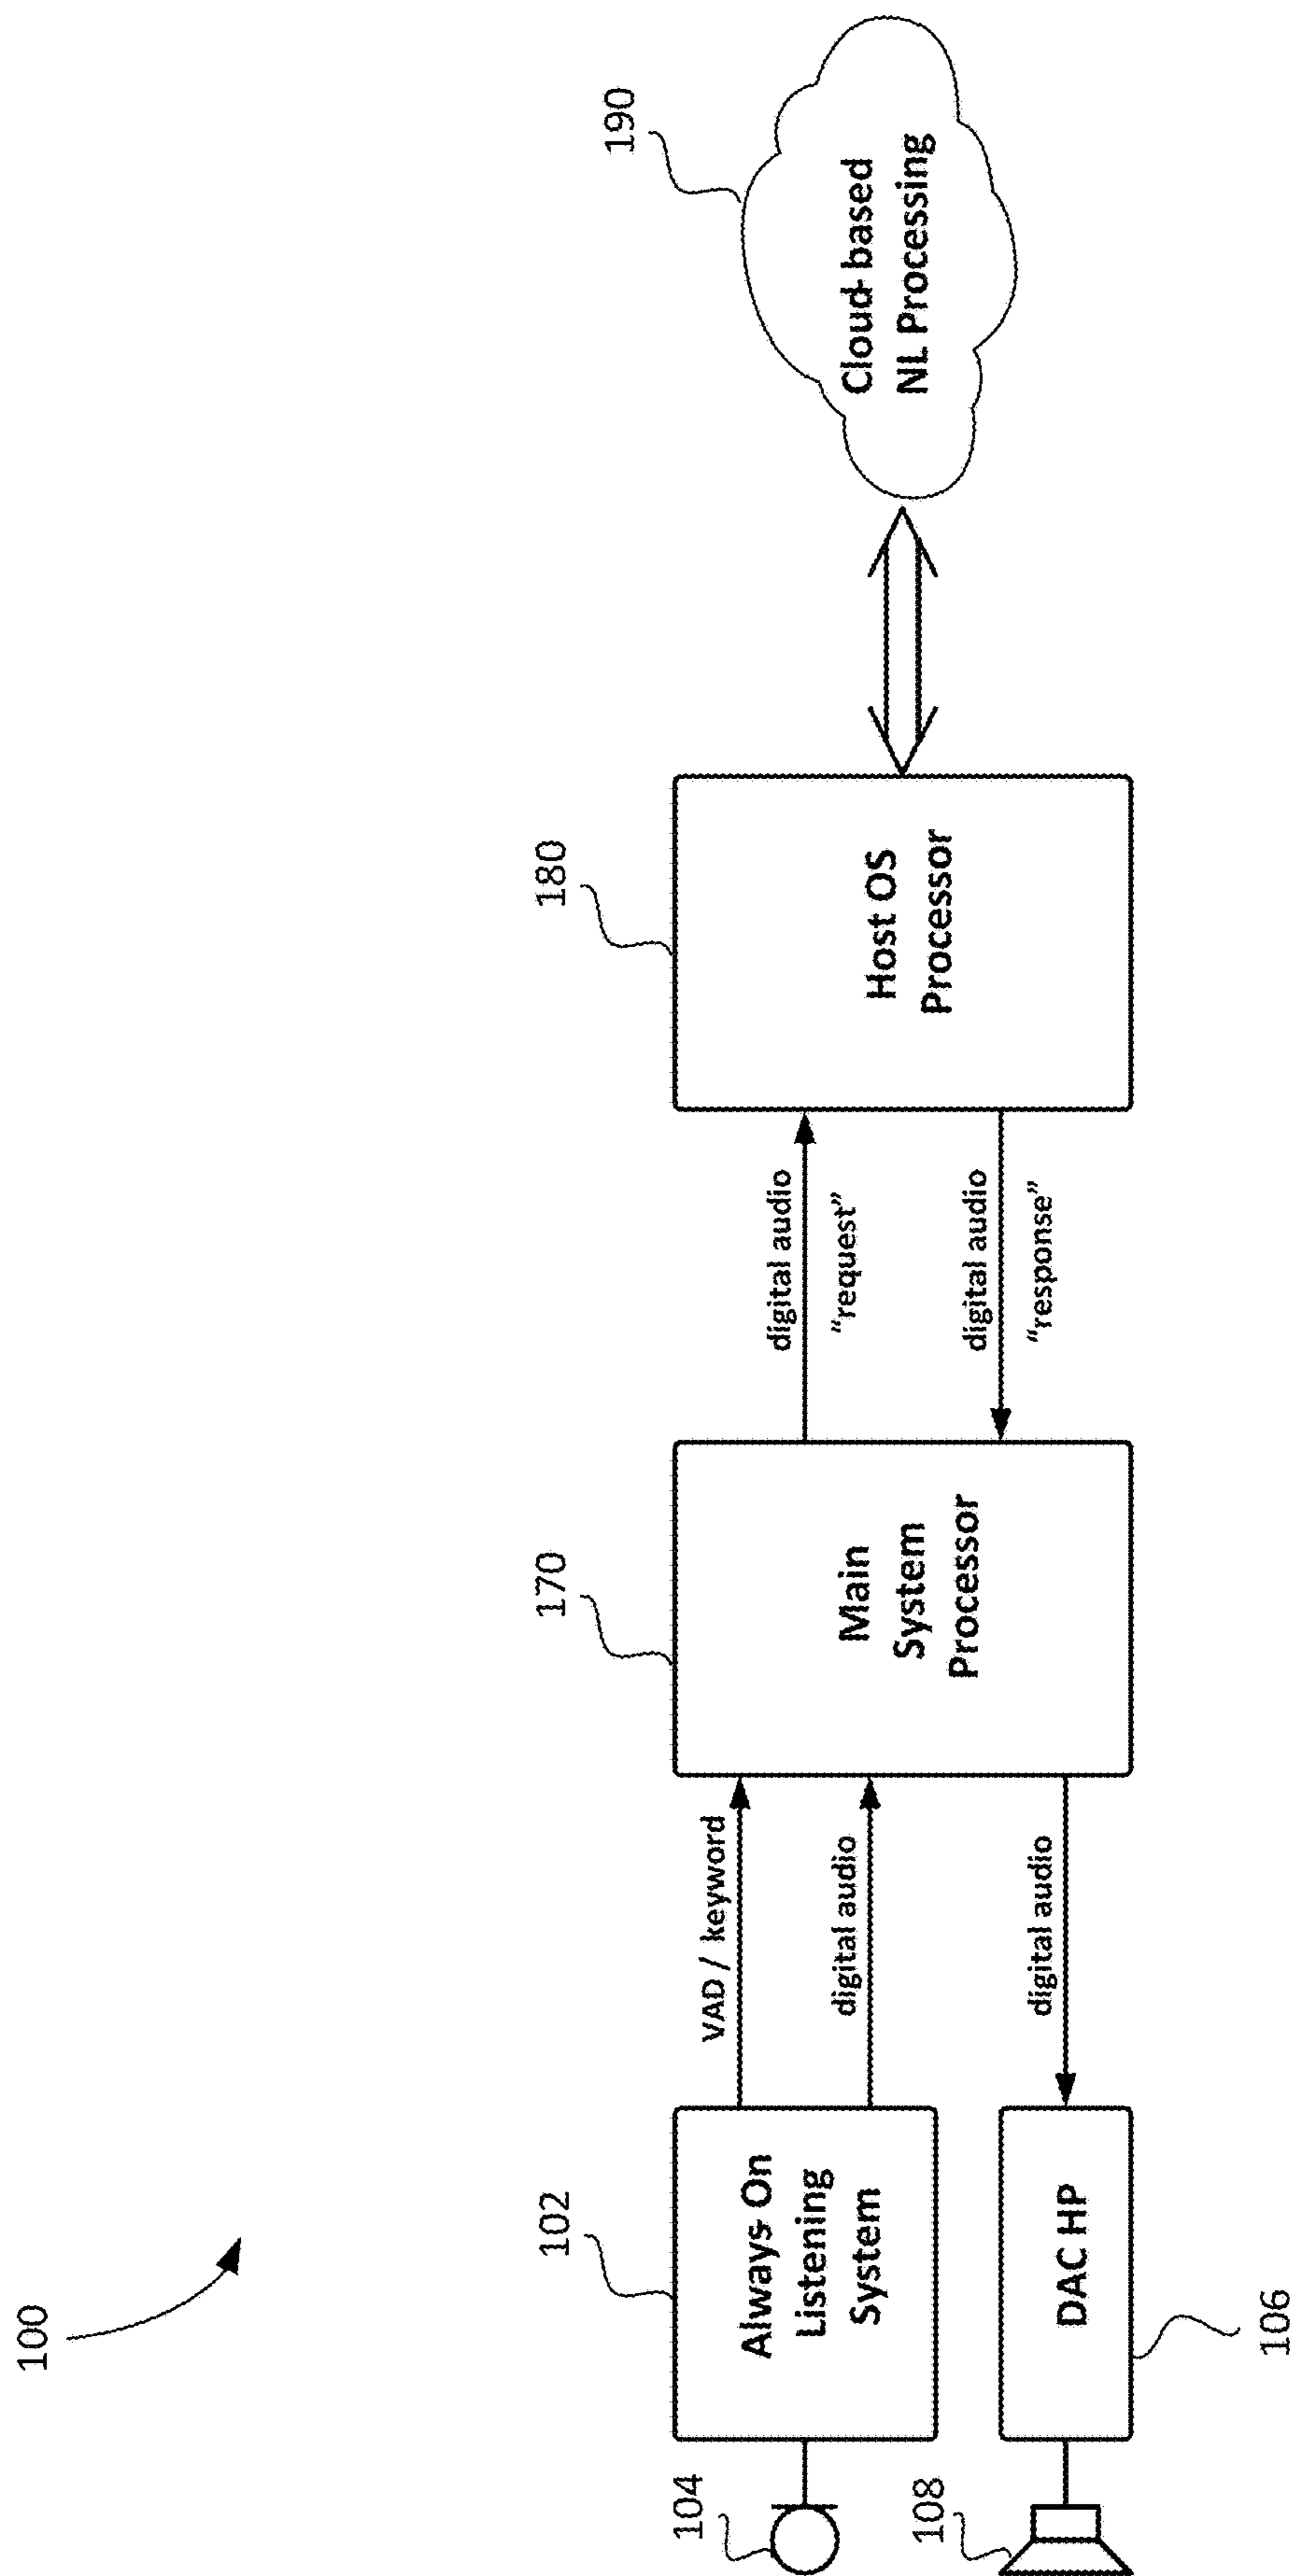 100
102
104
Always-On
Listening
System
108
DAC HP
106
VAD / keyword
digital audio
digital audio
170
Main
System
Processor
digital audio
“request”
digital audio
“response”
180
Host OS
Processor
190
Cloud-based
NL Processing